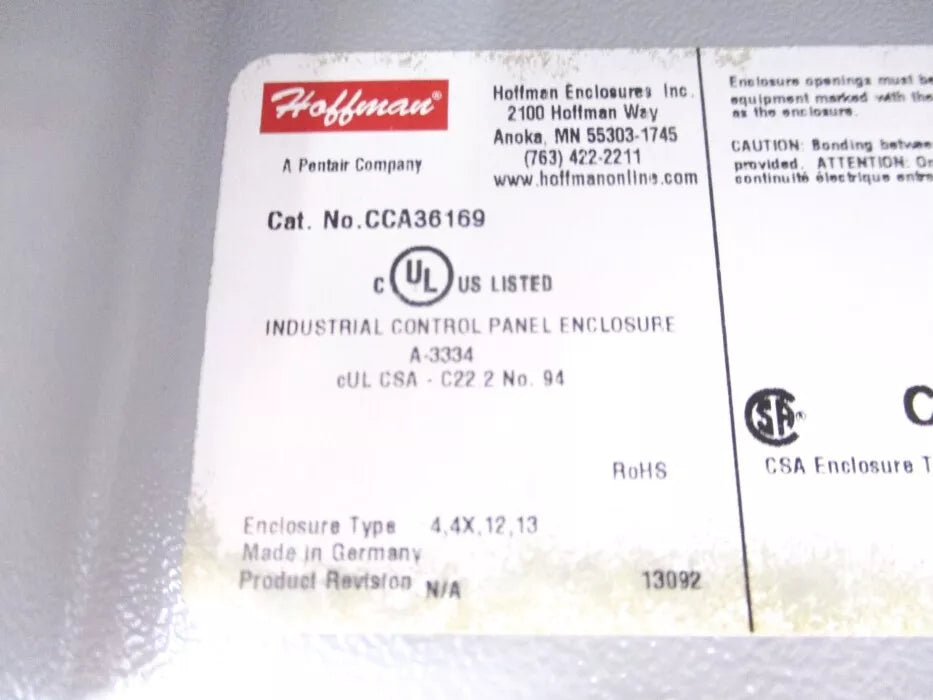 Hoffman®
A Pentair Company
Hoffman Enclosures Inc.
2100 Hoffman Way
Anoka, MN 55303-1745
(763) 422-2211
www.hoffmanonline.com
Cat. No.CCA36169
C UL US LISTED
INDUSTRIAL CONTROL PANEL ENCLOSURE
A-3334
cUL CSA - C22 2 No. 94
RoHS
Enclosure Type 4,4X,12,13
Made in Germany
Product Revision N/A
13092
Enclosure openings must be
equipment marked with the
as the enclosure.
CAUTION: Bonding between
provided. ATTENTION:
continuité électrique entre
CSA®
CSA Enclosure T